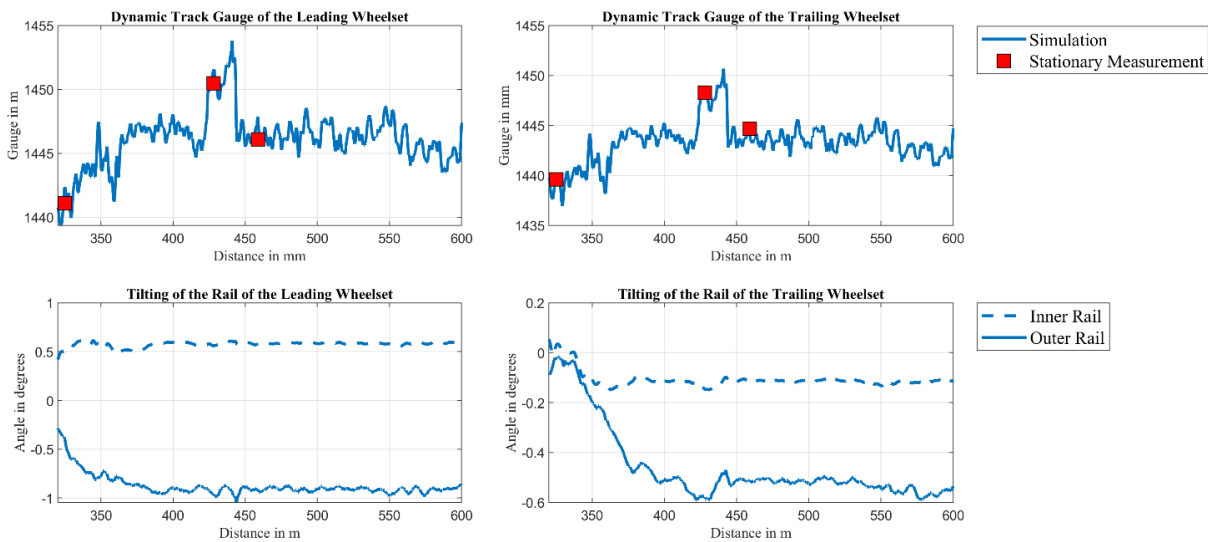 Dynamic Track Gauge of the Leading Wheelset
1455
1450
1445
1440
Gauge in m
350 400 450 500 550 600
Distance in mm
Dynamic Track Gauge of the Trailing Wheelset
1455
1450
1445
1440
1435
Gauge in mm
350 400 450 500 550 600
Distance in m
Simulation
Stationary Measurement
Tilting of the Rail of the Leading Wheelset
1
0.5
0
-0.5
-1
Angle in degrees
350 400 450 500 550 600
Distance in m
Tilting of the Rail of the Trailing Wheelset
0.2
0
-0.2
-0.4
-0.6
Angle in degrees
350 400 450 500 550 600
Distance in m
Inner Rail
Outer Rail